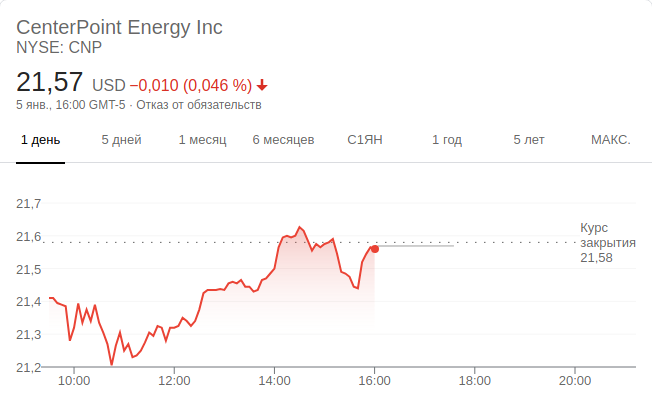 CenterPoint Energy Inc
NYSE: CNP
21,57 USD −0,010 (0,046 %)
5 янв., 16:00 GMT-5 · Отказ от обязательств
1 день 5 дней 1 месяц 6 месяцев С1ЯН 1 год 5 лет МАКС.
21,7
21,6
21,5
21,4
21,3
21,2
Курс
закрытия
21,58
10:00 12:00 14:00 16:00 18:00 20:00